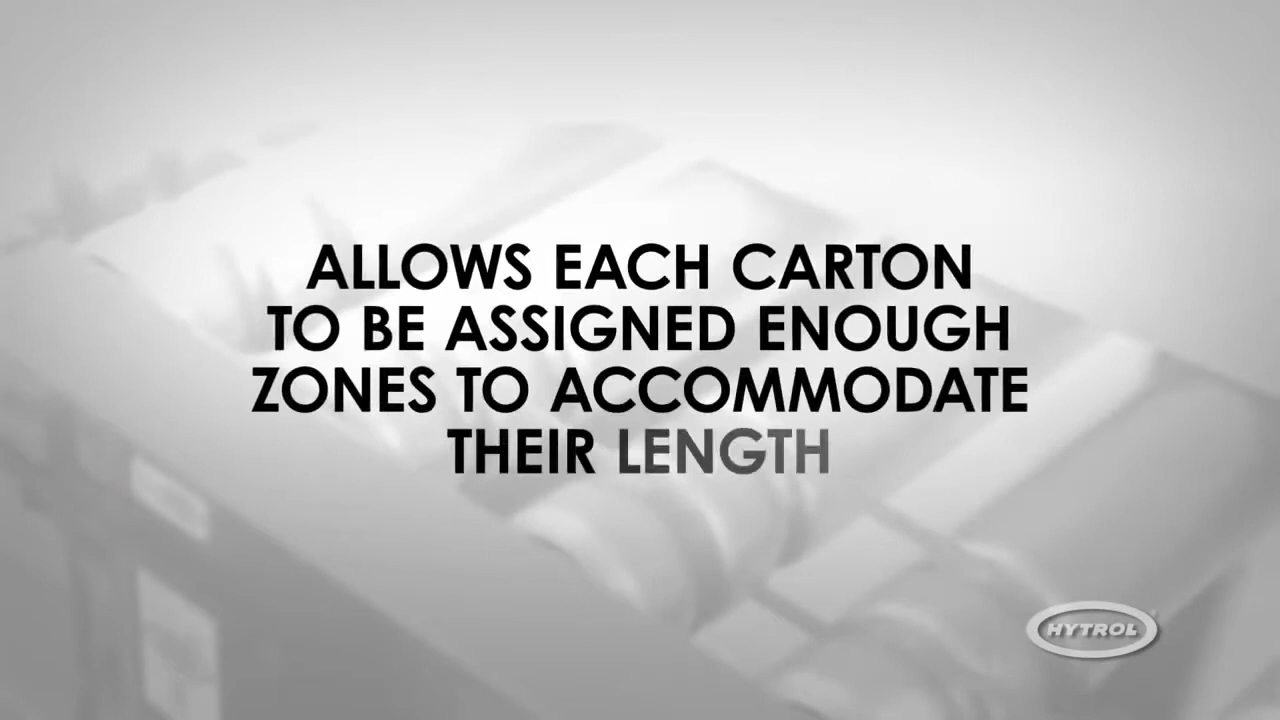 ALLOWS EACH CARTON
TO BE ASSIGNED ENOUGH
ZONES TO ACCOMMODATE
THEIR LENGTH
HYTROL